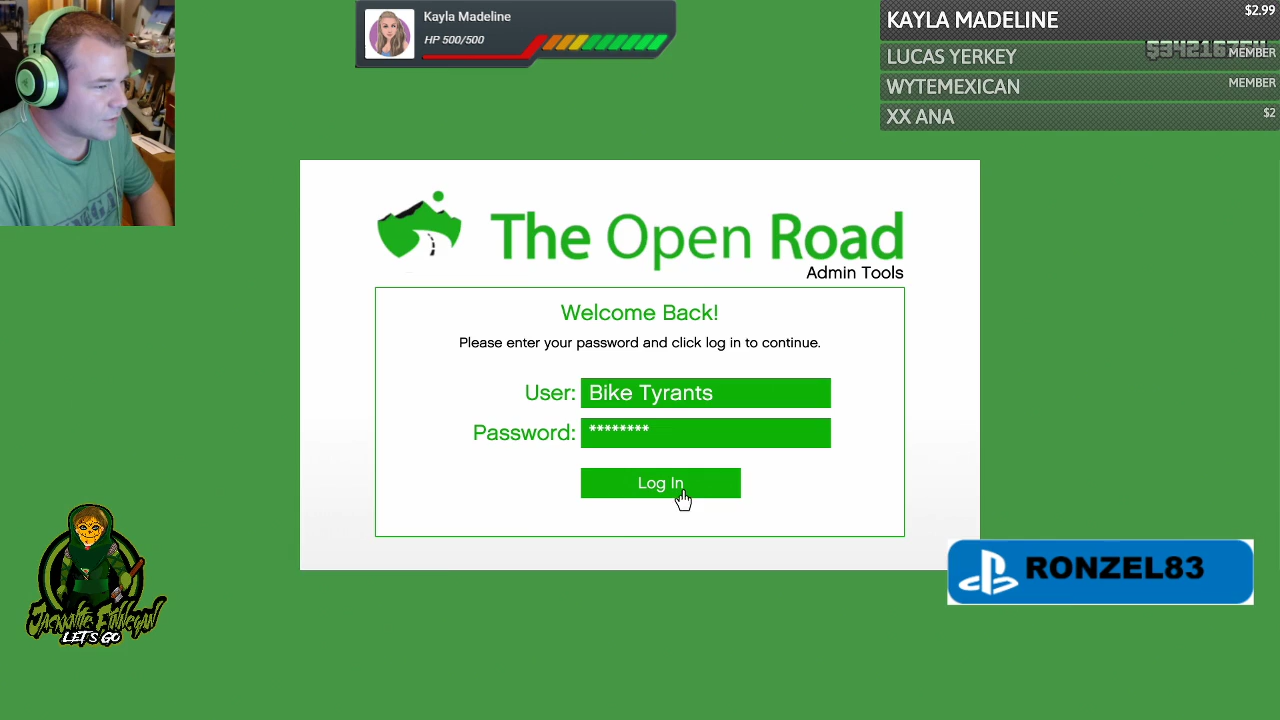 Kayla Madeline
HP 500/500
KAYLA MADELINE $2.99
LUCAS YERKEY MEMBER
WYTEMEXICAN MEMBER
XX ANA $2
The Open Road
Admin Tools
Welcome Back!
Please enter your password and click log in to continue.
User: Bike Tyrants
Password: ********
Log In
Jackknife Finnegan
LET'S GO
RONZEL83